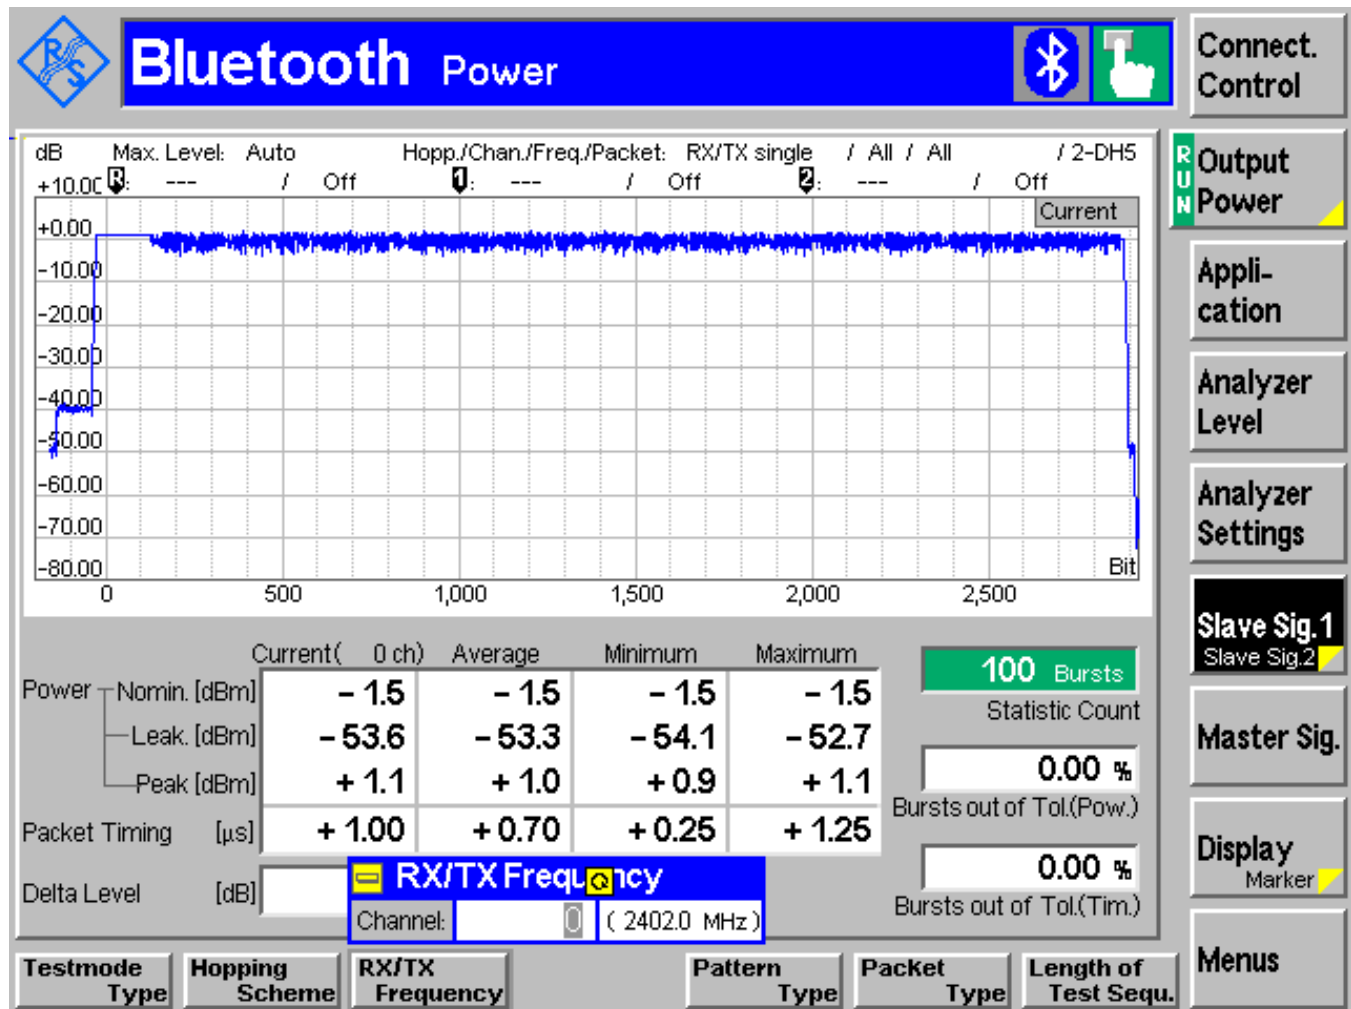 R S
Bluetooth Power
Connect. Control
dB Max. Level: Auto Hopp./Chan./Freq./Packet: RX/TX single / All / All / 2-DH5
+10.00 R: --- / Off 1: --- / Off 2: --- / Off
Current
+0.00
-10.00
-20.00
-30.00
-40.00
-50.00
-60.00
-70.00
-80.00
Bit
0 500 1,000 1,500 2,000 2,500
RUN
Output Power
Appli-
cation
Analyzer Level
Analyzer Settings
Slave Sig.1
Slave Sig.2
Master Sig.
Display
Marker
Menus
Current( 0 ch) Average Minimum Maximum
Power Nomin. [dBm] - 1.5 - 1.5 - 1.5 - 1.5
Leak. [dBm] - 53.6 - 53.3 - 54.1 - 52.7
Peak [dBm] + 1.1 + 1.0 + 0.9 + 1.1
Packet Timing [µs] + 1.00 + 0.70 + 0.25 + 1.25
Delta Level [dB]
100 Bursts
Statistic Count
0.00 %
Bursts out of Tol.(Pow.)
0.00 %
Bursts out of Tol.(Tim.)
RX/TX Frequency
Channel: 0 ( 2402.0 MHz )
Testmode Type
Hopping Scheme
RX/TX Frequency
Pattern Type
Packet Type
Length of Test Sequ.